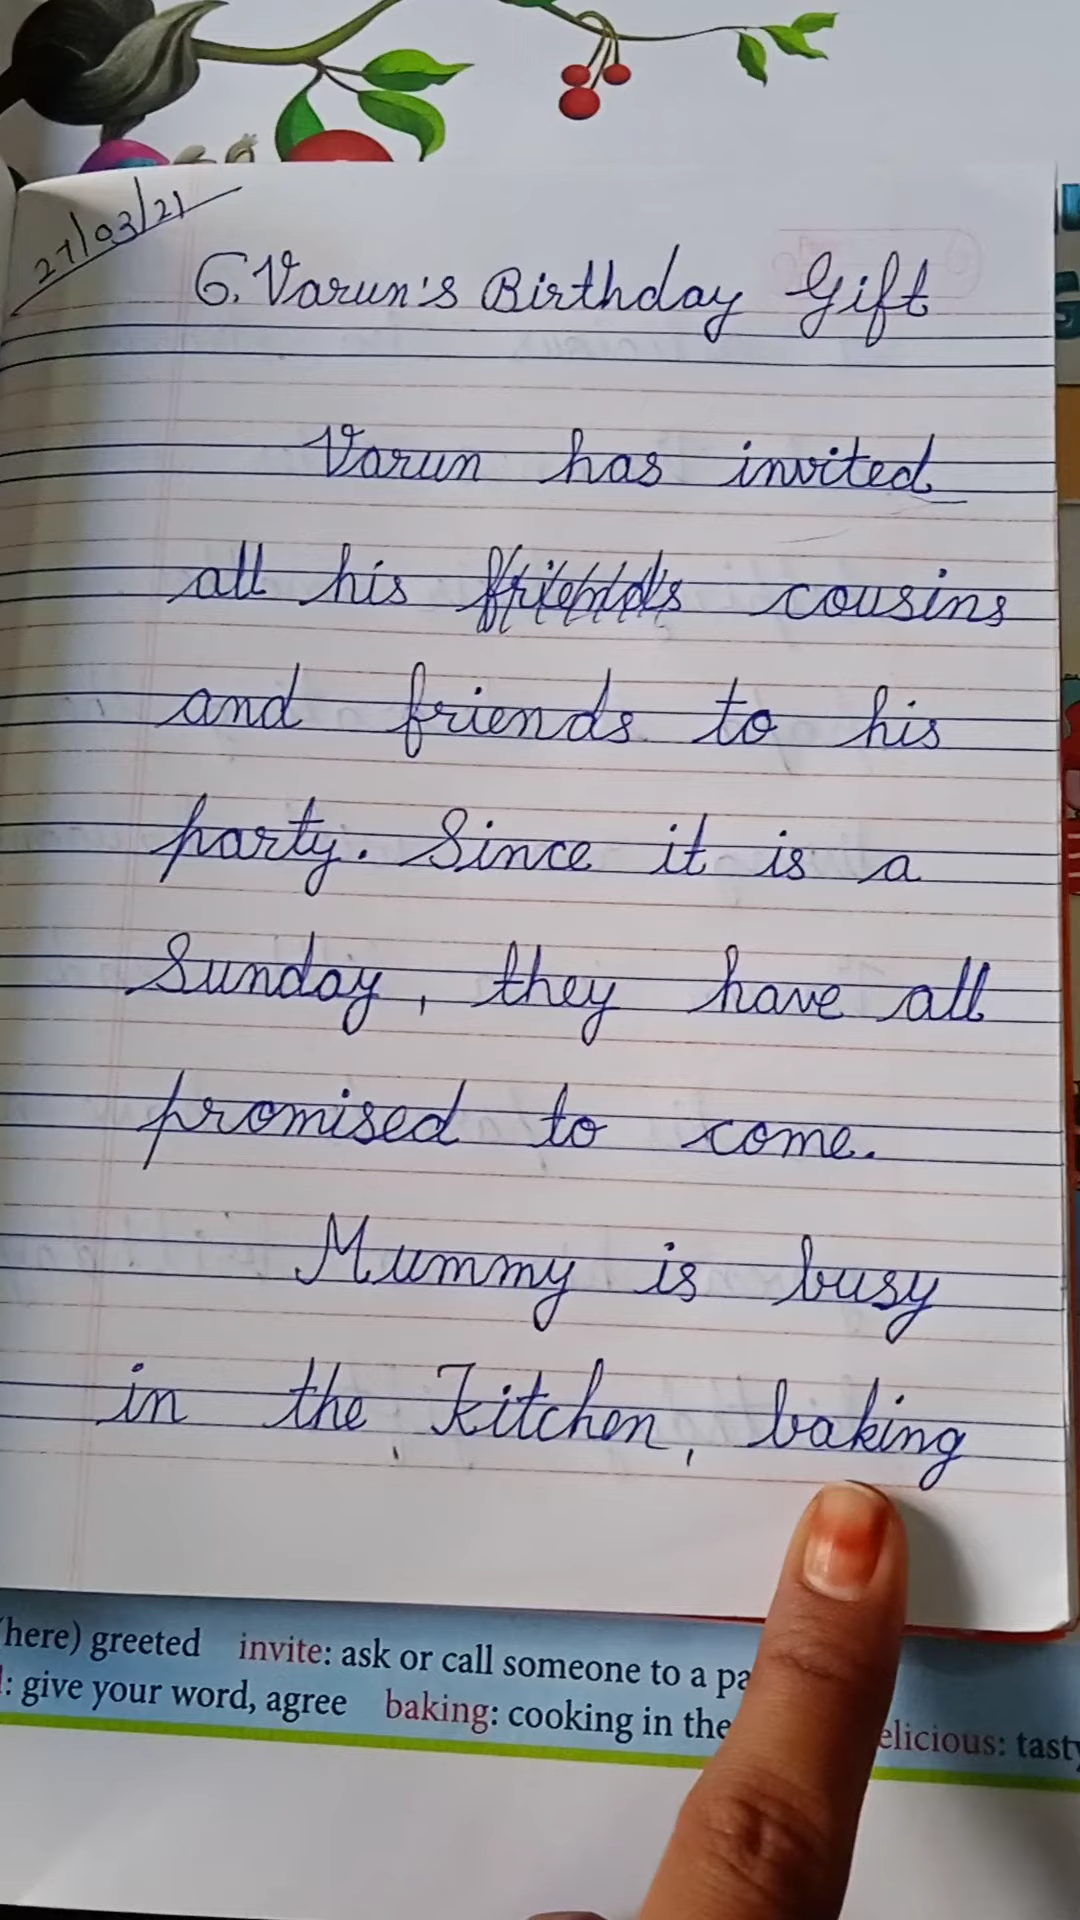 27/03/21
6. Varun's Birthday Gift
Varun has invited
all his friends cousins
and friends to his
party. Since it is a
Sunday, they have all
promised to come.
Mummy is busy
in the, Kitchen, baking
(here) greeted invite: ask or call someone to a pa
: give your word, agree baking: cooking in the elicious: tasty